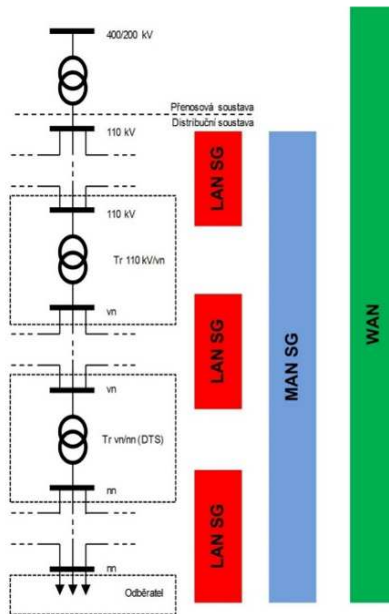 400/200 kV
Přenosová soustava
Distribuční soustava
110 kV
110 kV
Tr 110 kV/vn
vn
vn
Tr vn/nn (DTS)
nn
nn
Odběratel
LAN SG
LAN SG
LAN SG
MAN SG
WAN